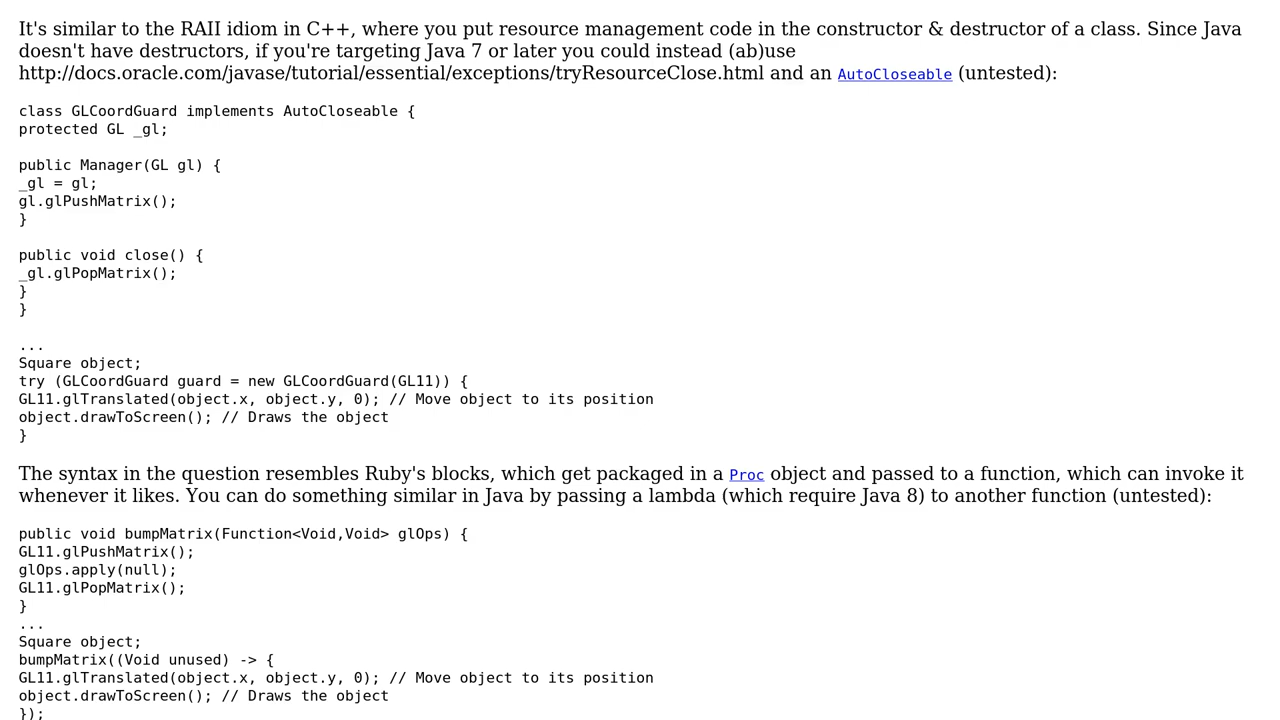 It's similar to the RAII idiom in C++, where you put resource management code in the constructor & destructor of a class. Since Java
doesn't have destructors, if you're targeting Java 7 or later you could instead (ab)use
http://docs.oracle.com/javase/tutorial/essential/exceptions/tryResourceClose.html and an AutoCloseable (untested):
class GLCoordGuard implements AutoCloseable {
protected GL _gl;
public Manager(GL gl) {
_gl = gl;
gl.glPushMatrix();
}
public void close() {
_gl.glPopMatrix();
}
}
...
Square object;
try (GLCoordGuard guard = new GLCoordGuard(GL11)) {
GL11.glTranslated(object.x, object.y, 0); // Move object to its position
object.drawToScreen(); // Draws the object
}
The syntax in the question resembles Ruby's blocks, which get packaged in a Proc object and passed to a function, which can invoke it
whenever it likes. You can do something similar in Java by passing a lambda (which require Java 8) to another function (untested):
public void bumpMatrix(Function<Void,Void> glOps) {
GL11.glPushMatrix();
glOps.apply(null);
GL11.glPopMatrix();
}
...
Square object;
bumpMatrix((Void unused) -> {
GL11.glTranslated(object.x, object.y, 0); // Move object to its position
object.drawToScreen(); // Draws the object
});